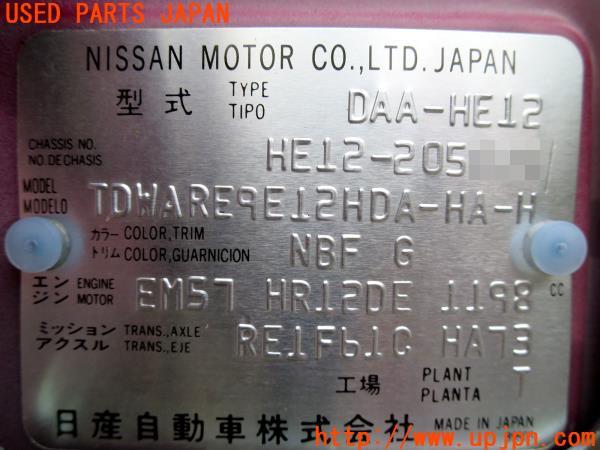 USED PARTS JAPAN
NISSAN MOTOR CO.,LTD. JAPAN
型式 TYPE TIPO DAA-HE12
CHASSIS NO. NO.DE CHASIS HE12-205
MODEL MODELO TDWARE9E12HDA-HA-H
カラー COLOR,TRIM
トリム COLOR,GUARNICION NBF G
エンジン ENGINE MOTOR EM57 HR12DE 1198 CC
ミッション TRANS.,AXLE
アクスル TRANS.,EJE RE1F61G HA73
工場 PLANT PLANTA T
日産自動車株式会社 MADE IN JAPAN
(C) http://www.upjpn.com